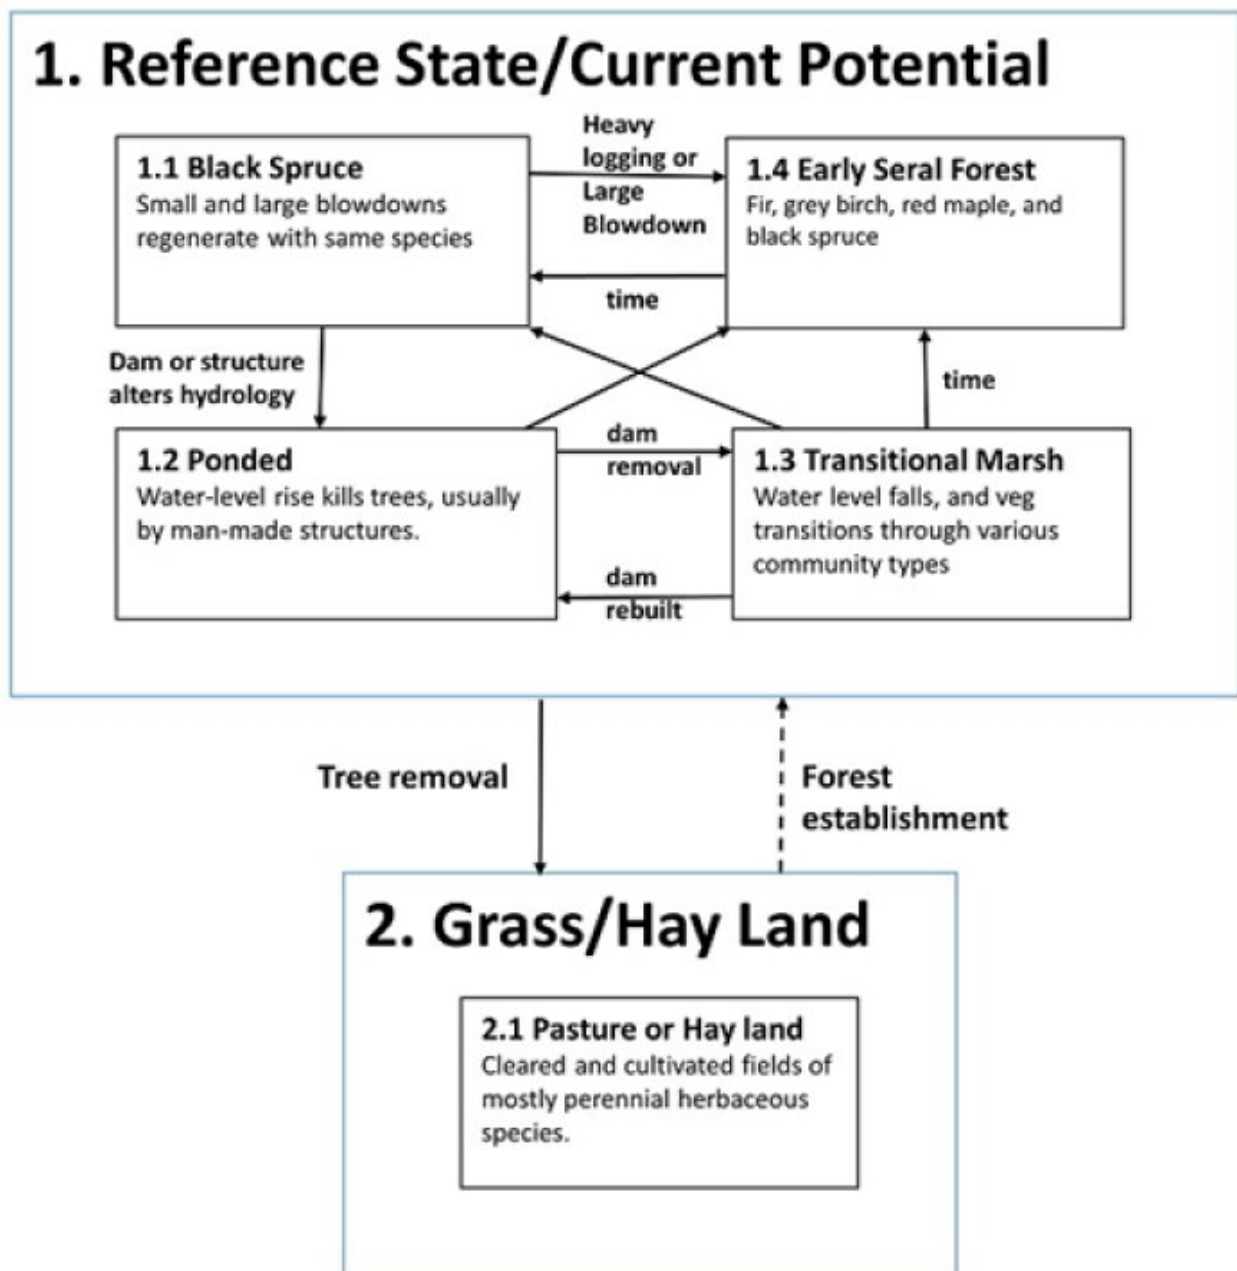 1. Reference State/Current Potential
1.1 Black Spruce
Small and large blowdowns
regenerate with same species
Heavy
logging or
Large
Blowdown
1.4 Early Seral Forest
Fir, grey birch, red maple, and
black spruce
time
Dam or structure
alters hydrology
time
1.2 Ponded
Water-level rise kills trees, usually
by man-made structures.
dam
removal
1.3 Transitional Marsh
Water level falls, and veg
transitions through various
community types
dam
rebuilt
Tree removal
Forest
establishment
2. Grass/Hay Land
2.1 Pasture or Hay land
Cleared and cultivated fields of
mostly perennial herbaceous
species.